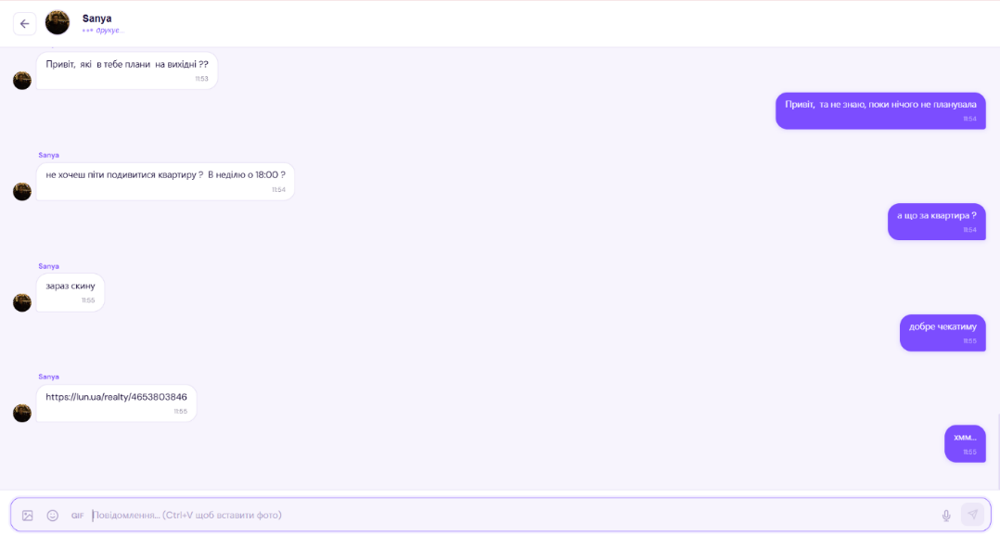 Sanya
друкує...
Привіт, які в тебе плани на вихідні ??
11:53
Привіт, та не знаю, поки нічого не планувала
11:54
Sanya
не хочеш піти подивитися квартиру ? В неділю о 18:00 ?
11:54
а що за квартира ?
11:54
Sanya
зараз скину
11:55
добре чекатиму
11:55
Sanya
https://lun.ua/realty/4653803846
11:55
хмм...
11:55
GIF Повідомлення... (Ctrl+V щоб вставити фото)